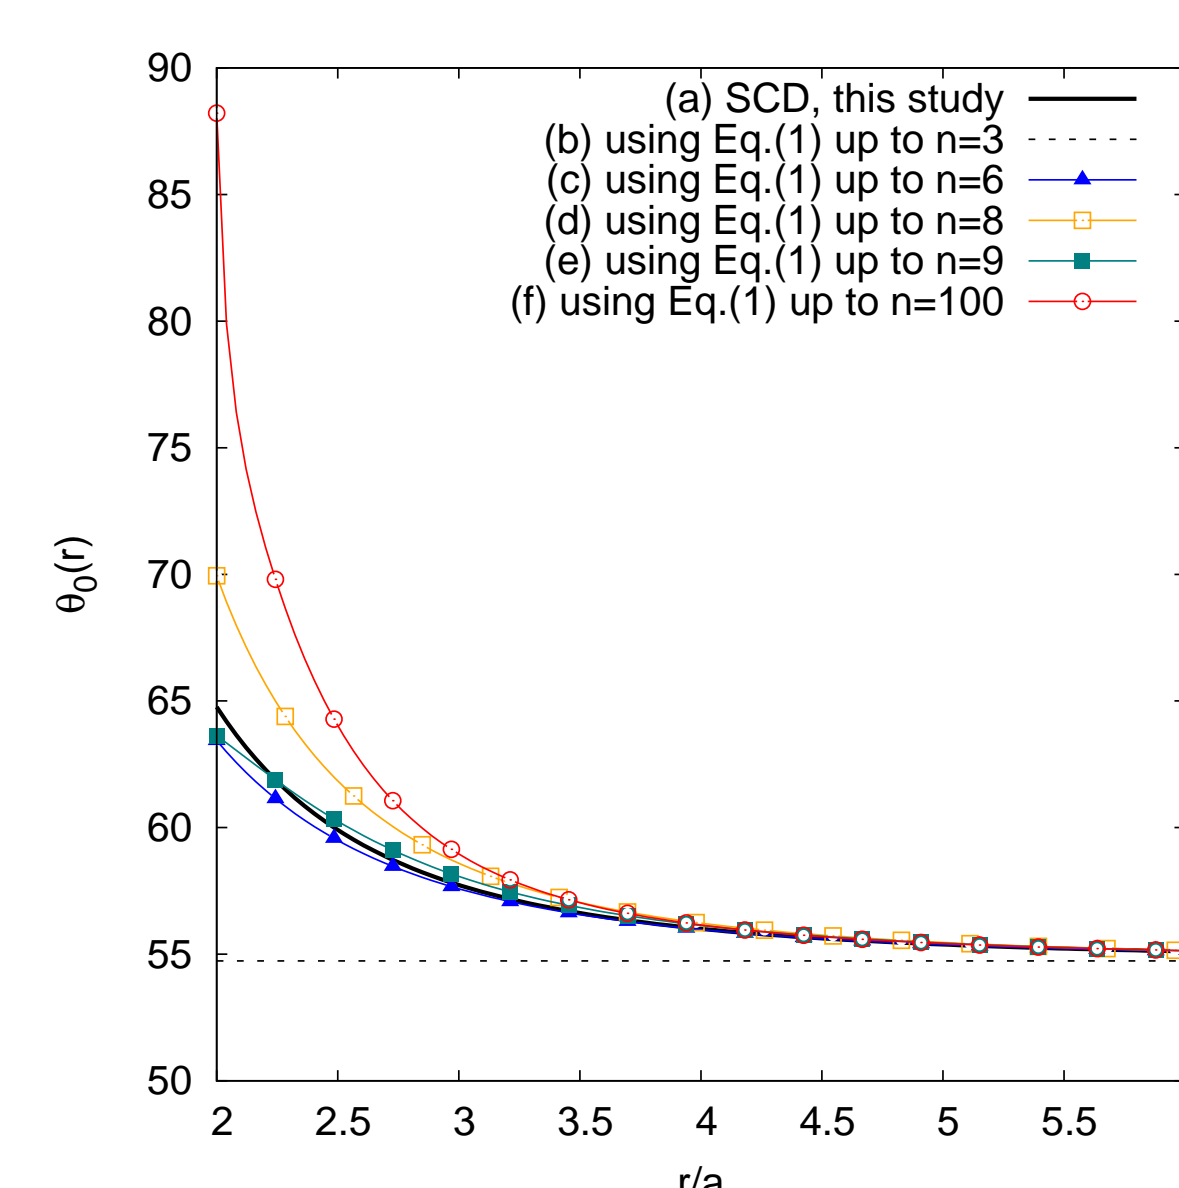 90
(a) SCD, this study
(b) using Eq.(1) up to n=3
(c) using Eq.(1) up to n=6
85
(d) using Eq.(1) up to n=8
(e) using Eq.(1) up to n=9
(f) using Eq.(1) up to n=100
80
75
70
θ0(r)
65
60
55
50
2 2.5 3 3.5 4 4.5 5 5.5
r/a